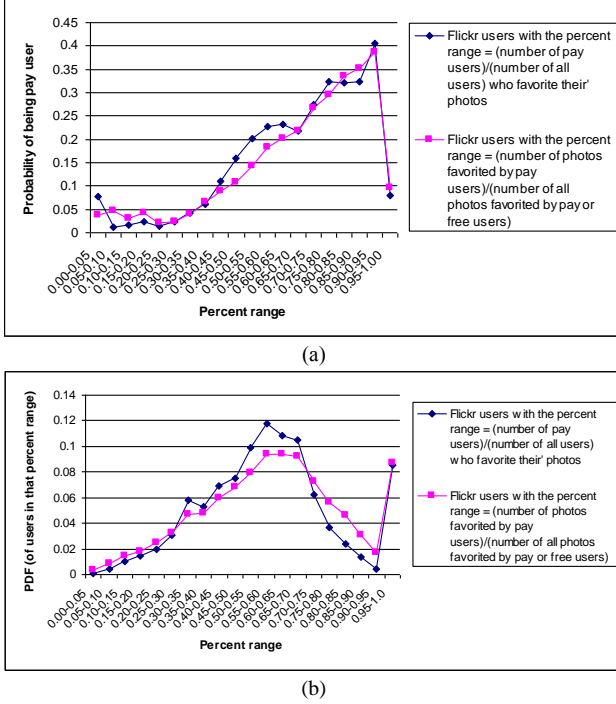 0.45
0.4
0.35
0.3
0.25
0.2
0.15
0.1
0.05
0
Probability of being pay user
0.00-0.05
0.05-0.10
0.10-0.15
0.15-0.20
0.20-0.25
0.25-0.30
0.30-0.35
0.35-0.40
0.40-0.45
0.45-0.50
0.50-0.55
0.55-0.60
0.60-0.65
0.65-0.70
0.70-0.75
0.75-0.80
0.80-0.85
0.85-0.90
0.90-0.95
0.95-1.00
Percent range
Flickr users with the percent
range = (number of pay
users)/(number of all
users) who favorite their'
photos
Flickr users with the percent
range = (number of photos
favorited by pay
users)/(number of all
photos favorited by pay or
free users)
(a)
0.14
0.12
0.1
0.08
0.06
0.04
0.02
0
PDF (of users in that percent range)
0.00-0.05
0.05-0.10
0.10-0.15
0.15-0.20
0.20-0.25
0.25-0.30
0.30-0.35
0.35-0.40
0.40-0.45
0.45-0.50
0.50-0.55
0.55-0.60
0.60-0.65
0.65-0.70
0.70-0.75
0.75-0.80
0.80-0.85
0.85-0.90
0.90-0.95
0.95-1.0
Percent range
Flickr users with the percent
range = (number of pay
users)/(number of all users)
who favorite their' photos
Flickr users with the percent
range = (number of photos
favorited by pay
users)/(number of all photos
favorited by pay or free users)
(b)